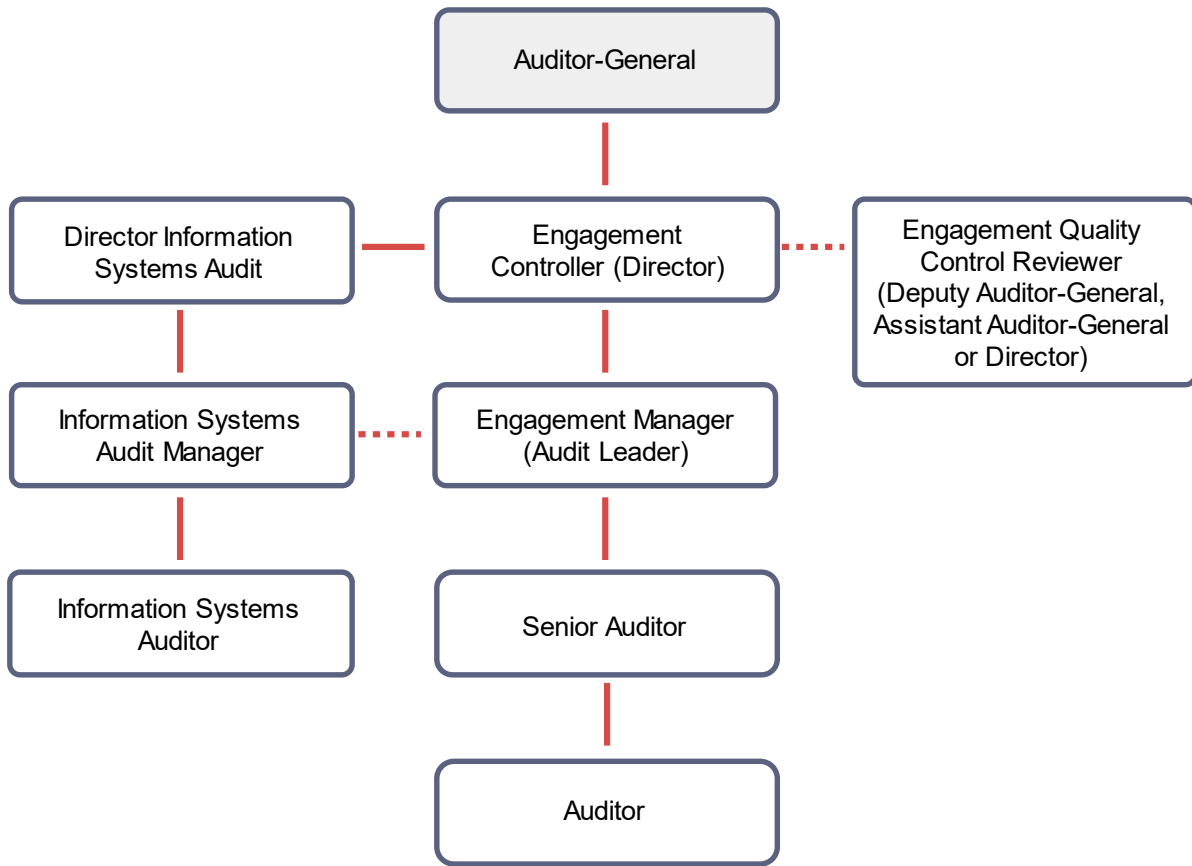 Auditor-General
Director Information
Systems Audit
Engagement
Controller (Director)
Engagement Quality
Control Reviewer
(Deputy Auditor-General,
Assistant Auditor-General
or Director)
Information Systems
Audit Manager
Engagement Manager
(Audit Leader)
Information Systems
Auditor
Senior Auditor
Auditor